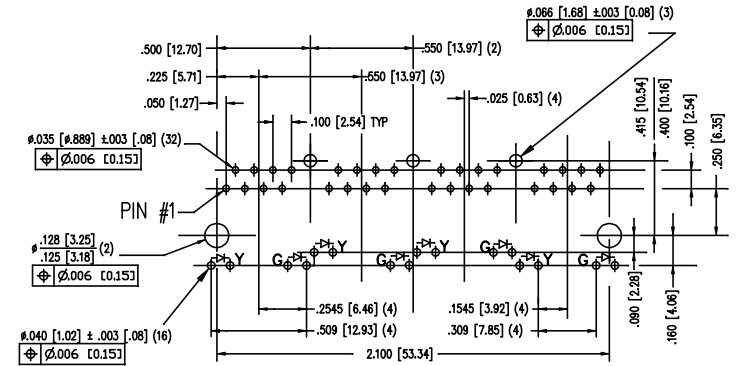 ø.066 [1.68] ±.003 [0.08] (3)
Ø.006 [0.15]
.500 [12.70]
.550 [13.97] (2)
.225 [5.71]
.550 [13.97] (3)
.050 [1.27]
.025 [0.63] (4)
.100 [2.54] TYP
.415 [10.54]
.400 [10.16]
.100 [2.54]
.250 [6.35]
ø.035 [ø.889] ±.003 [.08] (32)
Ø.006 [0.15]
PIN #1
ø .128 [3.25]
.125 [3.18] (2)
Ø.006 [0.15]
Y G Y G Y G Y G
.090 [2.28]
.160 [4.06]
.2545 [6.46] (4)
.1545 [3.92] (4)
.509 [12.93] (4)
.309 [7.85] (4)
ø.040 [1.02] ± .003 [.08] (16)
Ø.006 [0.15]
2.100 [53.34]